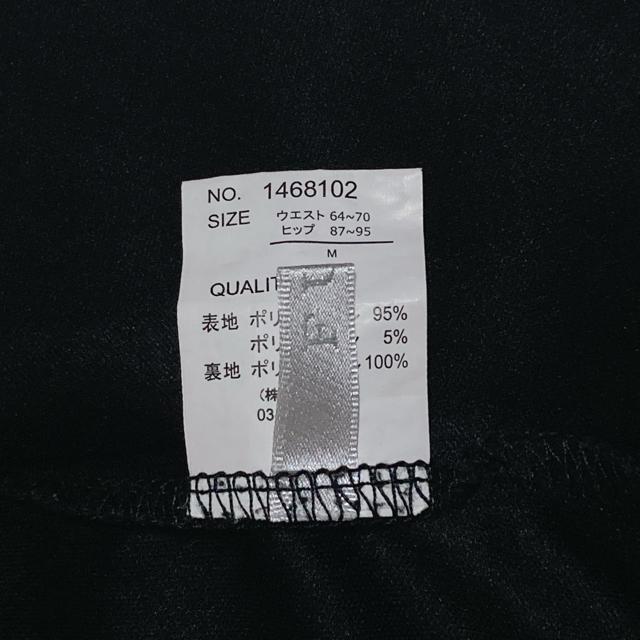 NO. 1468102
SIZE ウエスト 64~70
ヒップ 87~95
M
QUALIT
表地 ポリ 95%
ポリ 5%
裏地 ポリ 100%
(株
03